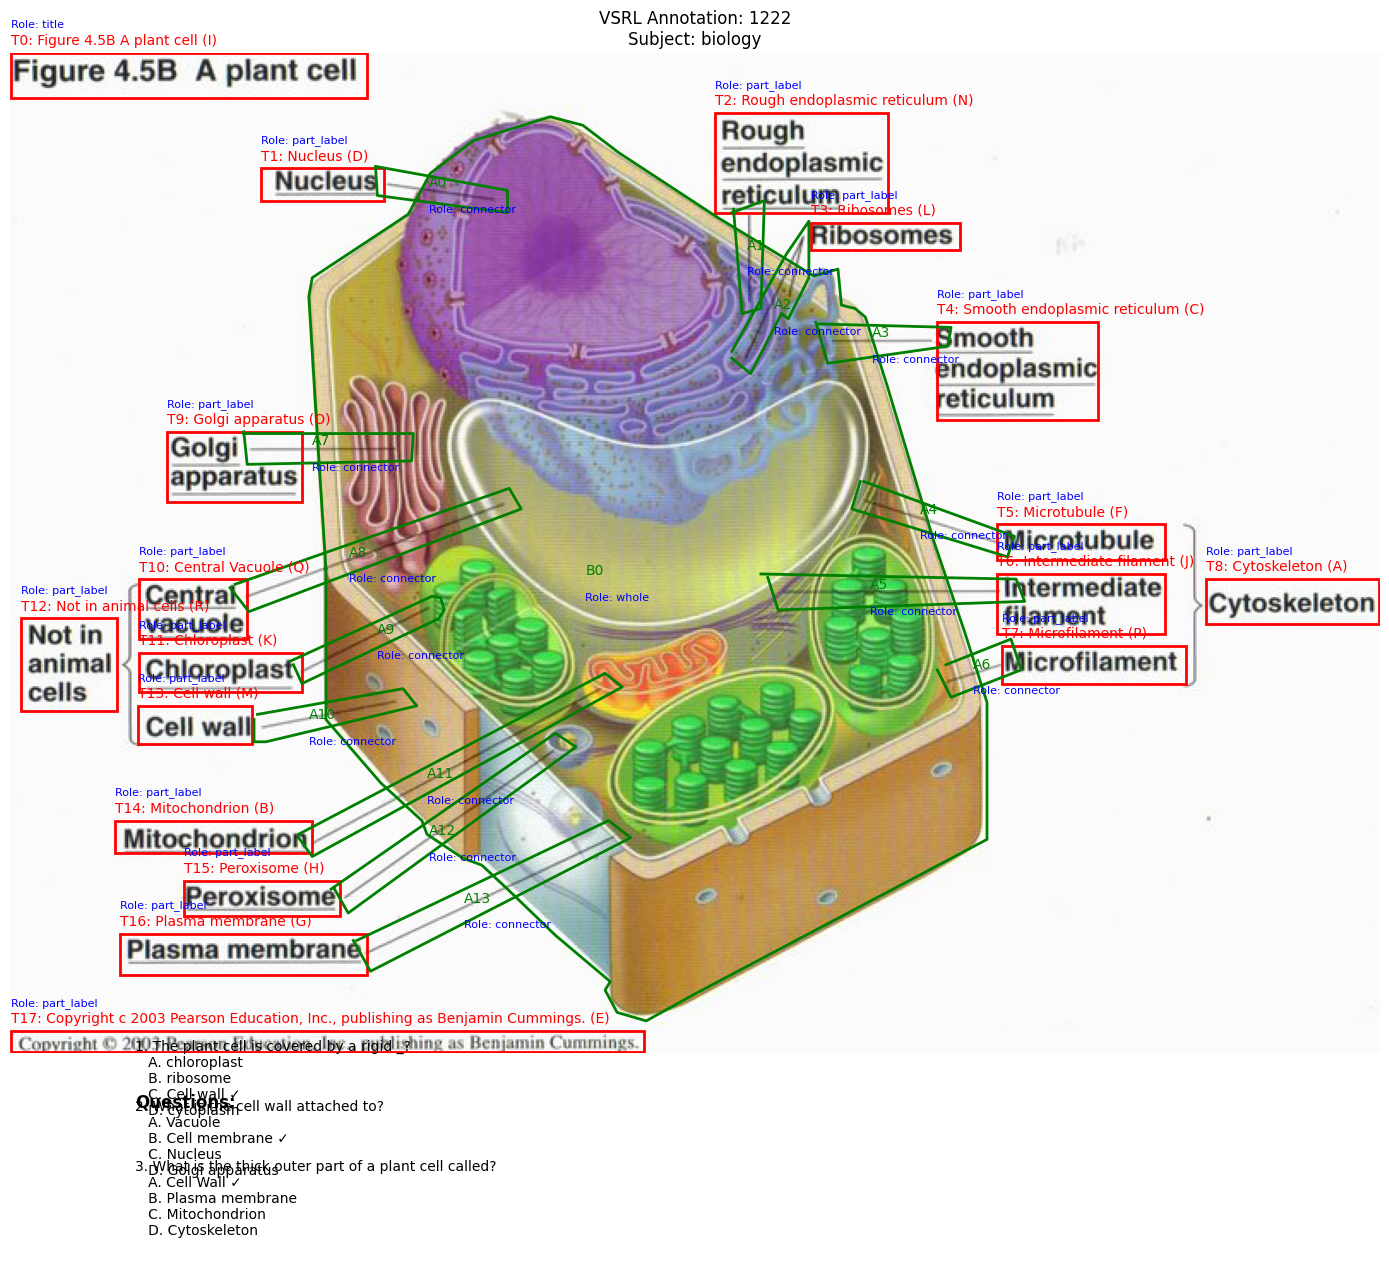 VSRL Annotation: 1222
Subject: biology
Role: title
T0: Figure 4.5B A plant cell (I)
Figure 4.5B A plant cell
Role: part_label
T2: Rough endoplasmic reticulum (N)
Rough
endoplasmic
reticulum
Role: part_label
T1: Nucleus (D)
Nucleus
A0
Role: connector
Role: part_label
T3: Ribosomes (L)
Ribosomes
A1
Role: connector
A2
Role: connector
Role: part_label
T4: Smooth endoplasmic reticulum (C)
Smooth
endoplasmic
reticulum
A3
Role: connector
Role: part_label
T9: Golgi apparatus (O)
Golgi
apparatus
A7
Role: connector
A4
Role: connector
Role: part_label
T5: Microtubule (F)
Microtubule
Role: part_label
T6: Intermediate filament (J)
Intermediate
filament
A5
Role: connector
Role: part_label
T8: Cytoskeleton (A)
Cytoskeleton
Role: part_label
T7: Microfilament (P)
Microfilament
A6
Role: connector
B0
Role: whole
A8
Role: connector
Role: part_label
T10: Central Vacuole (Q)
Central
vacuole
Role: part_label
T12: Not in animal cells (R)
Not in
animal
cells
Role: part_label
T11: Chloroplast (K)
Chloroplast
A9
Role: connector
Role: part_label
T13: Cell wall (M)
Cell wall
A10
Role: connector
Role: part_label
T14: Mitochondrion (B)
Mitochondrion
A11
Role: connector
Role: part_label
T15: Peroxisome (H)
Peroxisome
A12
Role: connector
Role: part_label
T16: Plasma membrane (G)
Plasma membrane
A13
Role: connector
Role: part_label
T17: Copyright c 2003 Pearson Education, Inc., publishing as Benjamin Cummings. (E)
Copyright © 2003 Pearson Education, Inc., publishing as Benjamin Cummings.
Questions:
1. The plant cell is covered by a rigid _?
A. chloroplast
B. ribosome
C. Cell wall ✓
D. cytoplasm
2. What is the cell wall attached to?
A. Vacuole
B. Cell membrane ✓
C. Nucleus
D. Golgi apparatus
3. What is the thick outer part of a plant cell called?
A. Cell Wall ✓
B. Plasma membrane
C. Mitochondrion
D. Cytoskeleton